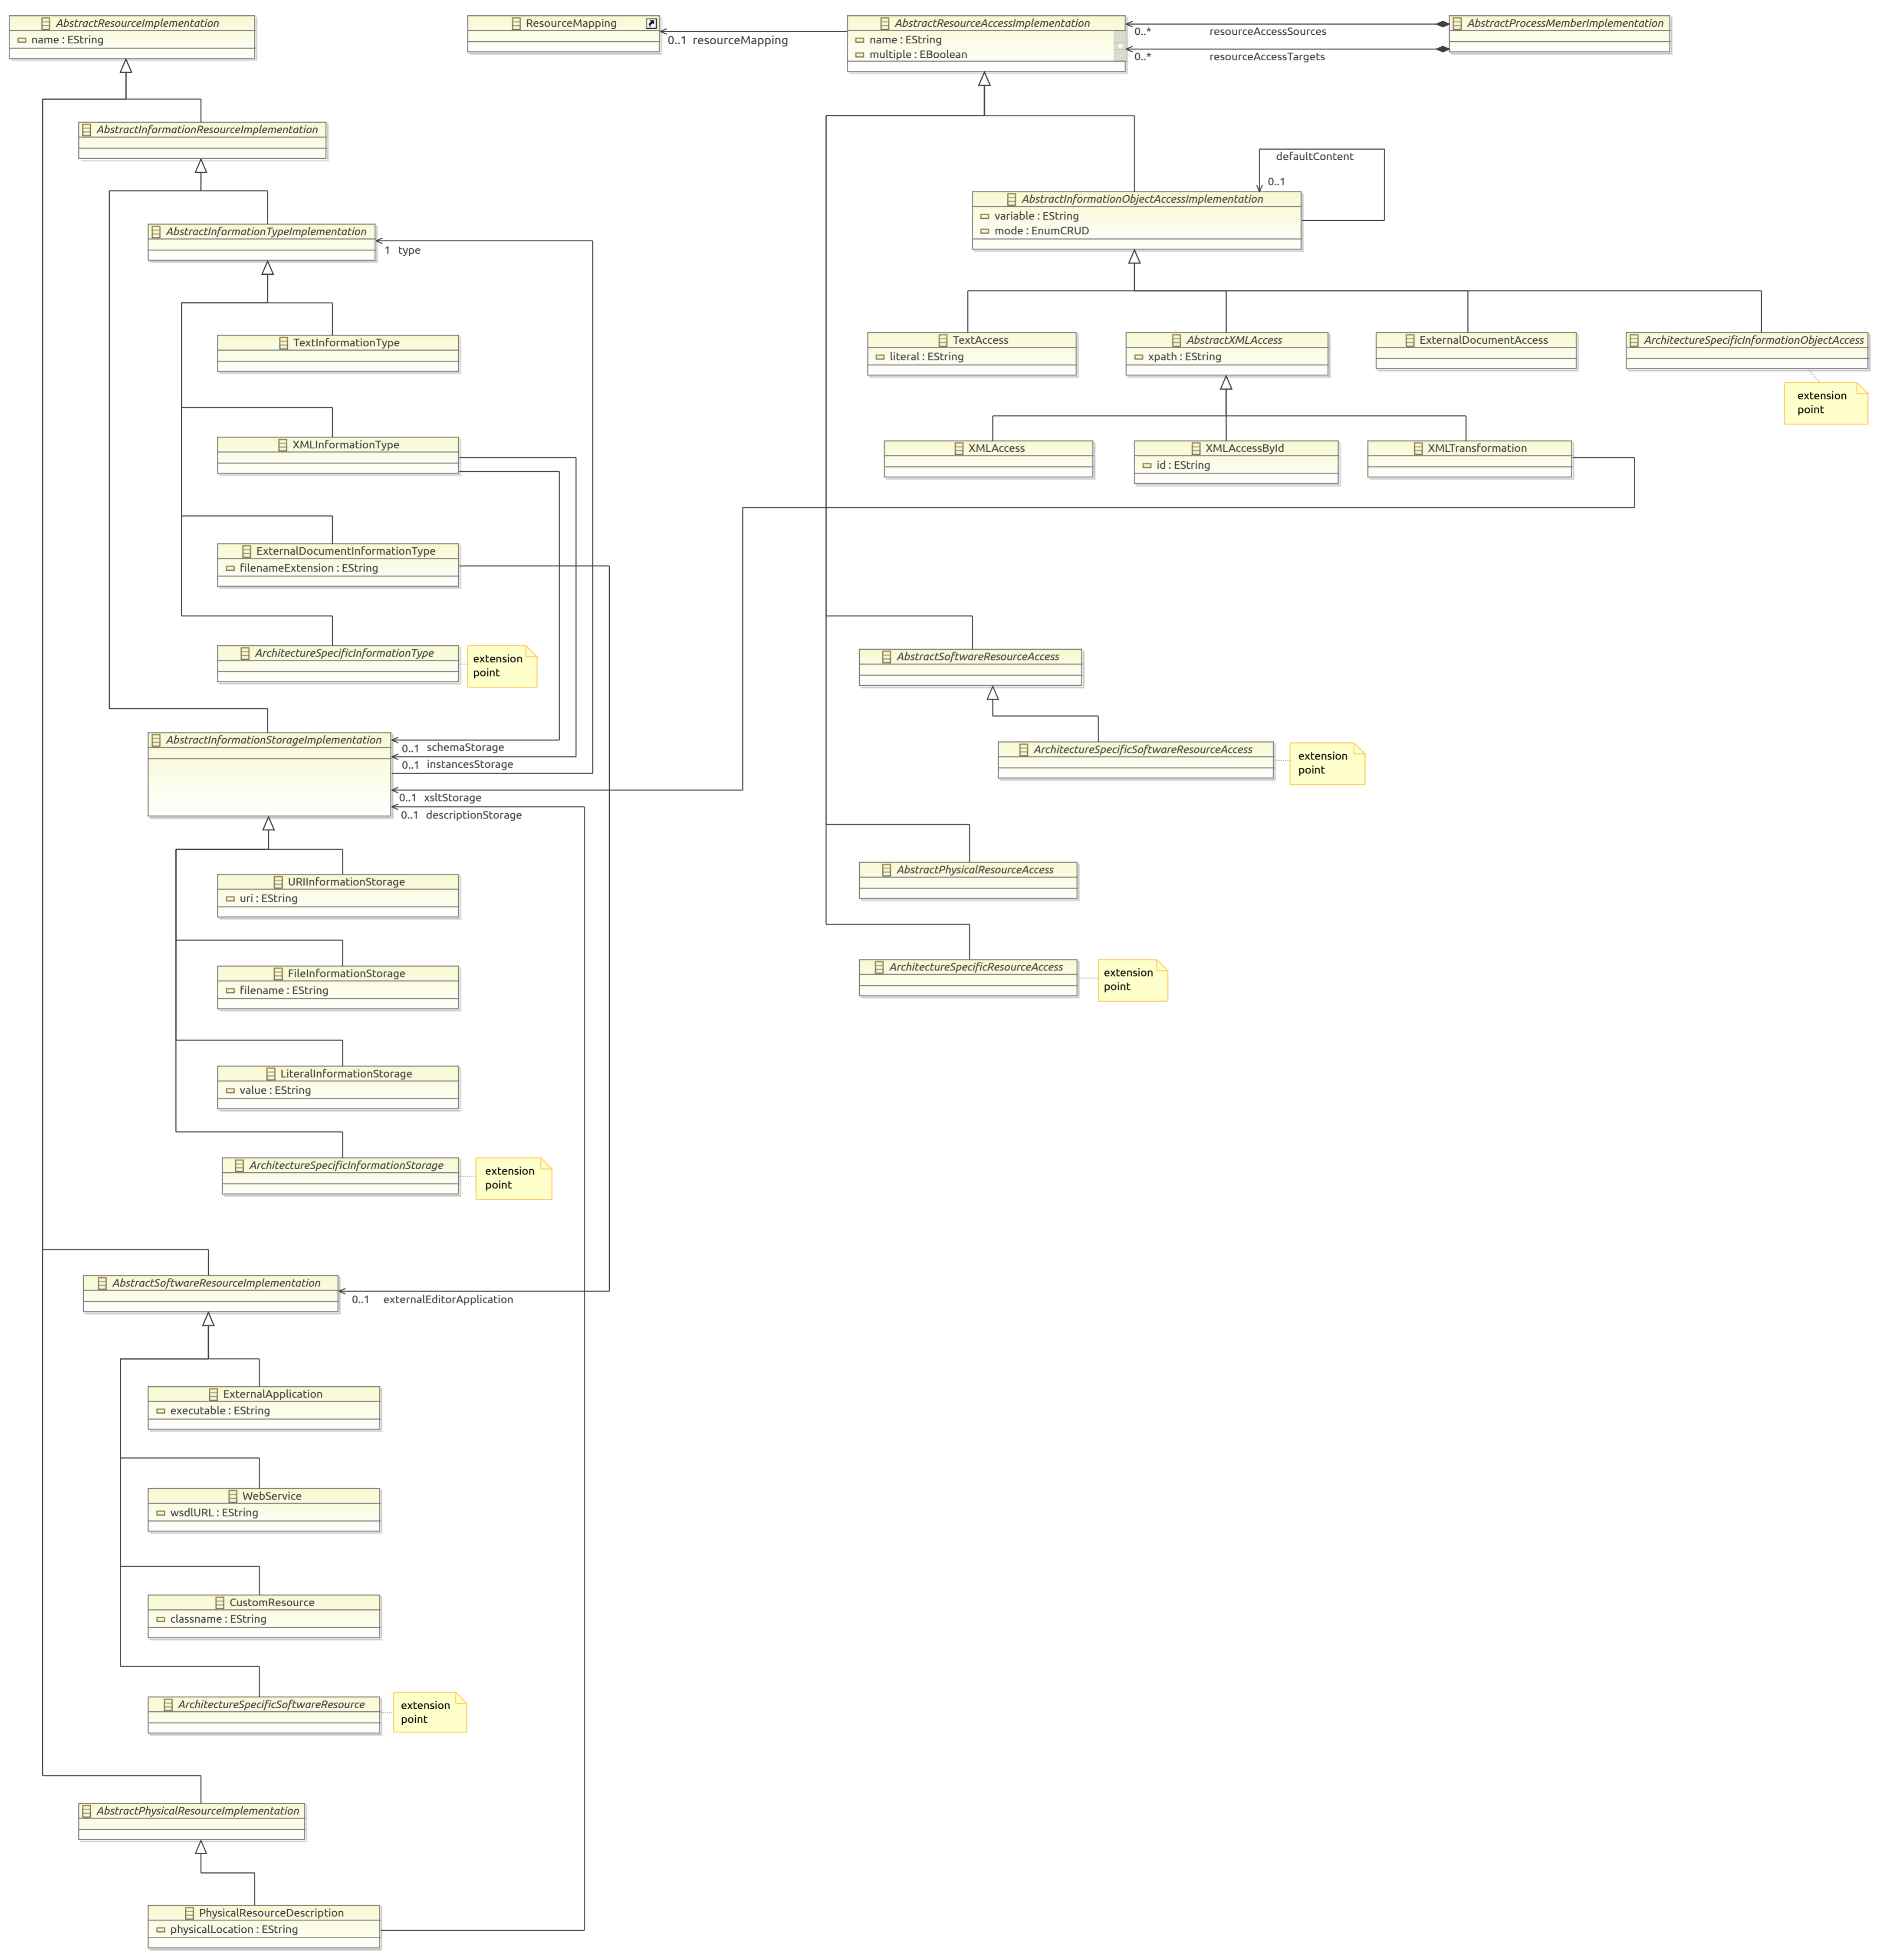 AbstractResourceImplementation
name : EString
ResourceMapping
0..1 resourceMapping
AbstractResourceAccessImplementation
name : EString
multiple : EBoolean
0..* resourceAccessSources
0..* resourceAccessTargets
AbstractProcessMemberImplementation
AbstractInformationResourceImplementation
defaultContent
0..1
AbstractInformationObjectAccessImplementation
variable : EString
mode : EnumCRUD
AbstractInformationTypeImplementation
1 type
TextInformationType
TextAccess
literal : EString
AbstractXMLAccess
xpath : EString
ExternalDocumentAccess
ArchitectureSpecificInformationObjectAccess
extension
point
XMLInformationType
XMLAccess
XMLAccessById
id : EString
XMLTransformation
ExternalDocumentInformationType
filenameExtension : EString
ArchitectureSpecificInformationType
extension
point
AbstractSoftwareResourceAccess
AbstractInformationStorageImplementation
0..1 schemaStorage
0..1 instancesStorage
0..1 xsltStorage
0..1 descriptionStorage
ArchitectureSpecificSoftwareResourceAccess
extension
point
AbstractPhysicalResourceAccess
URIInformationStorage
uri : EString
FileInformationStorage
filename : EString
ArchitectureSpecificResourceAccess
extension
point
LiteralInformationStorage
value : EString
ArchitectureSpecificInformationStorage
extension
point
AbstractSoftwareResourceImplementation
0..1 externalEditorApplication
ExternalApplication
executable : EString
WebService
wsdlURL : EString
CustomResource
classname : EString
ArchitectureSpecificSoftwareResource
extension
point
AbstractPhysicalResourceImplementation
PhysicalResourceDescription
physicalLocation : EString